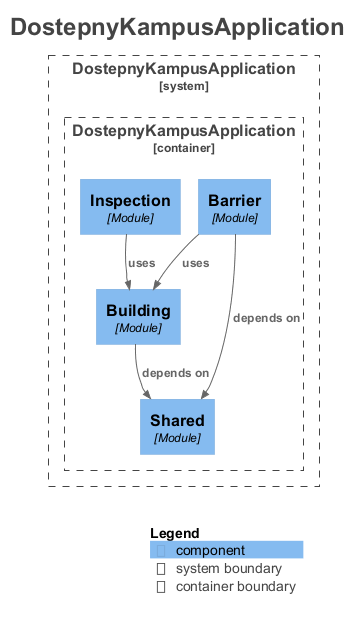 DostepnyKampusApplication
DostepnyKampusApplication
[system]
DostepnyKampusApplication
[container]
Inspection
[Module]
Barrier
[Module]
uses
uses
Building
[Module]
depends on
depends on
Shared
[Module]
Legend
component
system boundary
container boundary